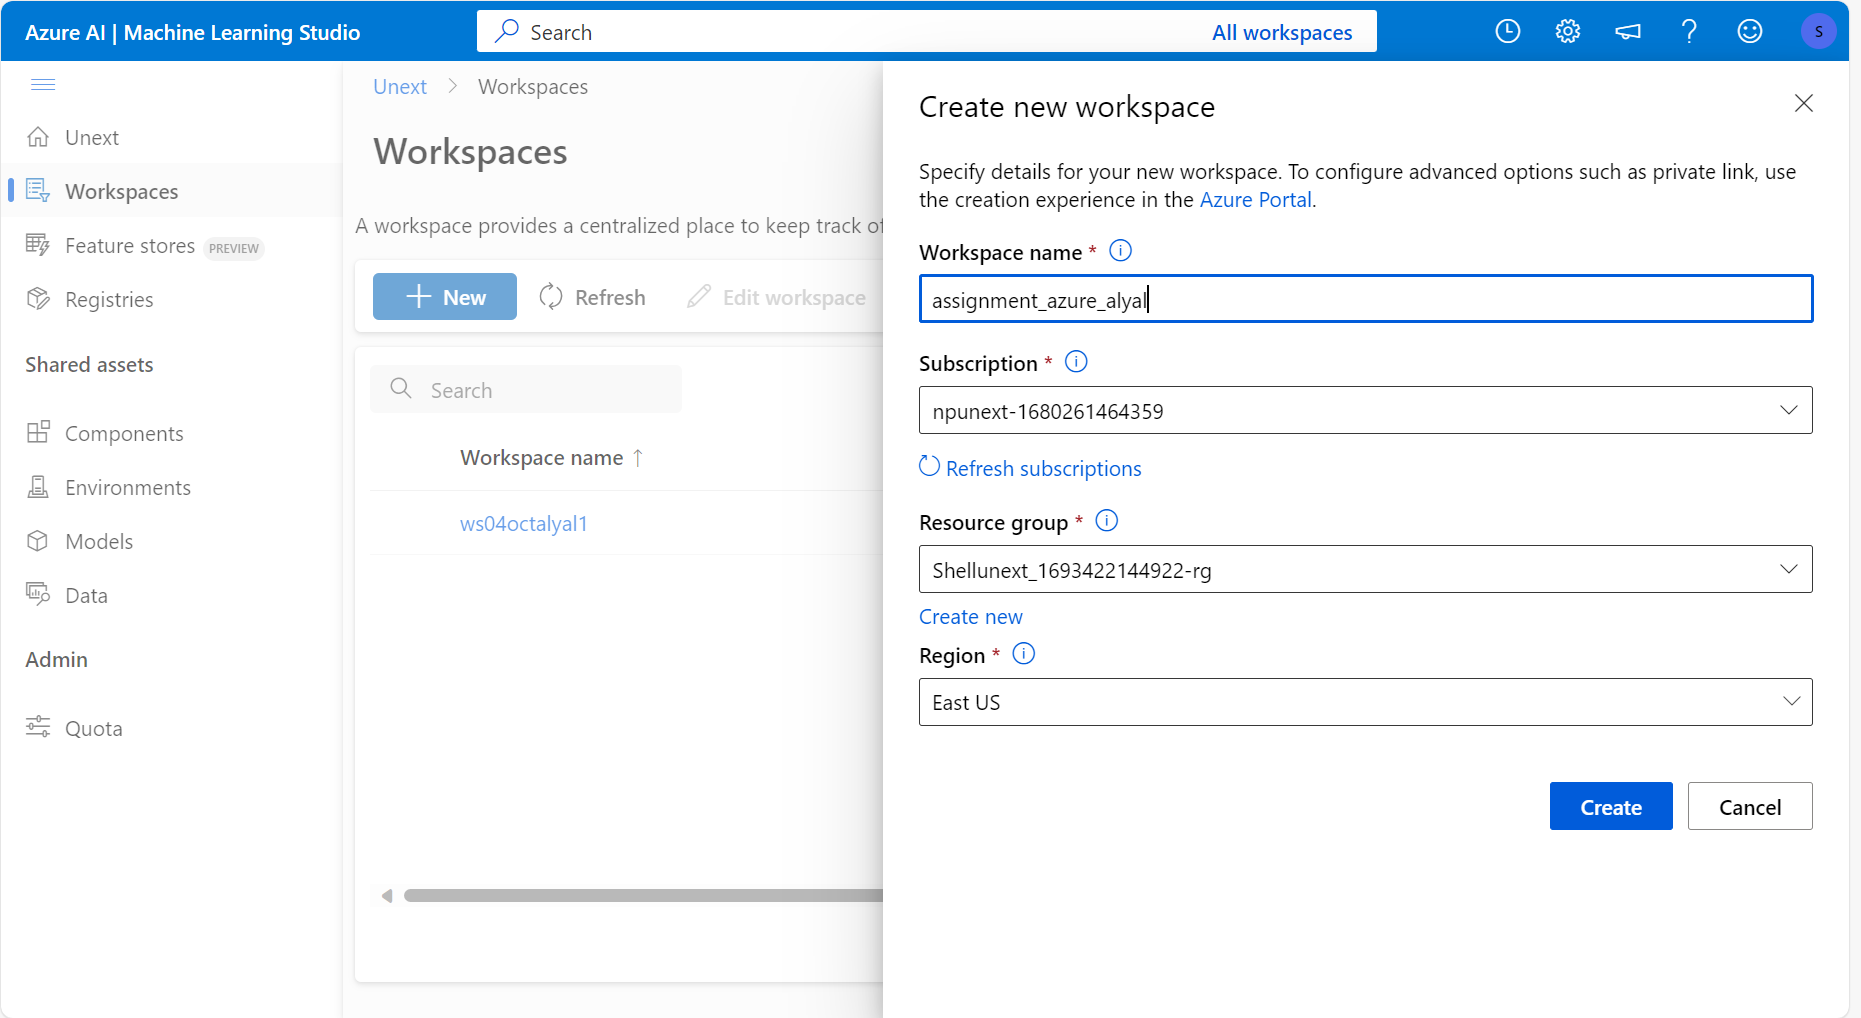 Azure AI | Machine Learning Studio
Search
All workspaces
S
Unext
Workspaces
Feature stores PREVIEW
Registries
Shared assets
Components
Environments
Models
Data
Admin
Quota
Unext > Workspaces
Workspaces
A workspace provides a centralized place to keep track of
New
Refresh
Edit workspace
Search
Workspace name ↑
ws04octalyal1
Create new workspace
Specify details for your new workspace. To configure advanced options such as private link, use
the creation experience in the Azure Portal.
Workspace name *
assignment_azure_alyal
Subscription *
npunext-1680261464359
Refresh subscriptions
Resource group *
Shellunext_1693422144922-rg
Create new
Region *
East US
Create
Cancel